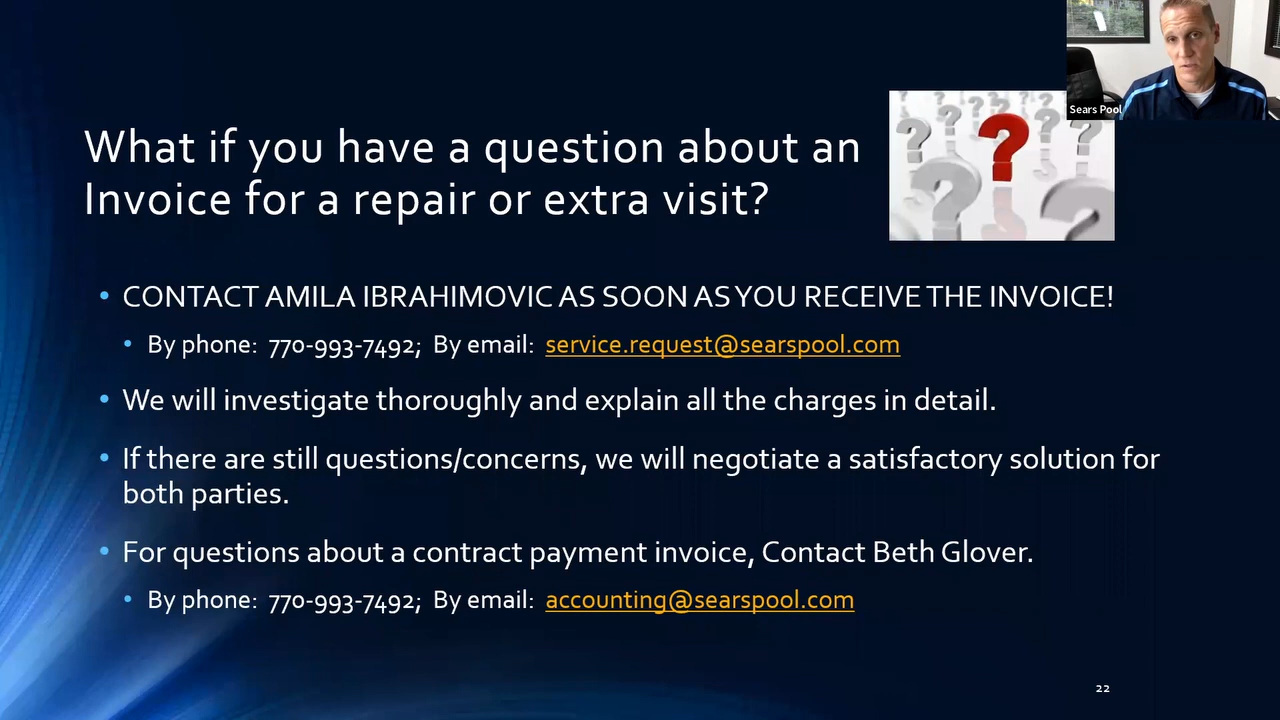 Sears Pool
What if you have a question about an
Invoice for a repair or extra visit?
• CONTACT AMILA IBRAHIMOVIC AS SOON AS YOU RECEIVE THE INVOICE!
• By phone: 770-993-7492; By email: service.request@searspool.com
• We will investigate thoroughly and explain all the charges in detail.
• If there are still questions/concerns, we will negotiate a satisfactory solution for
both parties.
• For questions about a contract payment invoice, Contact Beth Glover.
• By phone: 770-993-7492; By email: accounting@searspool.com
22